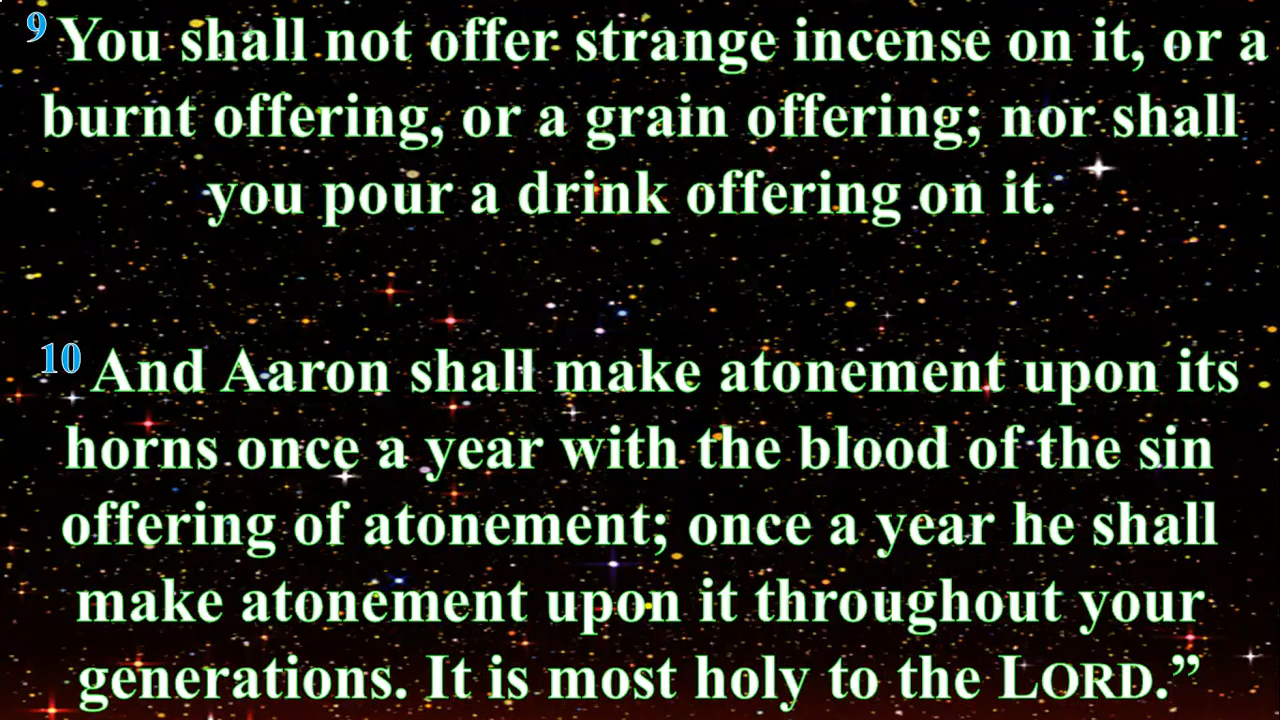 9 You shall not offer strange incense on it, or a
burnt offering, or a grain offering; nor shall
you pour a drink offering on it.
10 And Aaron shall make atonement upon its
horns once a year with the blood of the sin
offering of atonement; once a year he shall
make atonement upon it throughout your
generations. It is most holy to the LORD.”